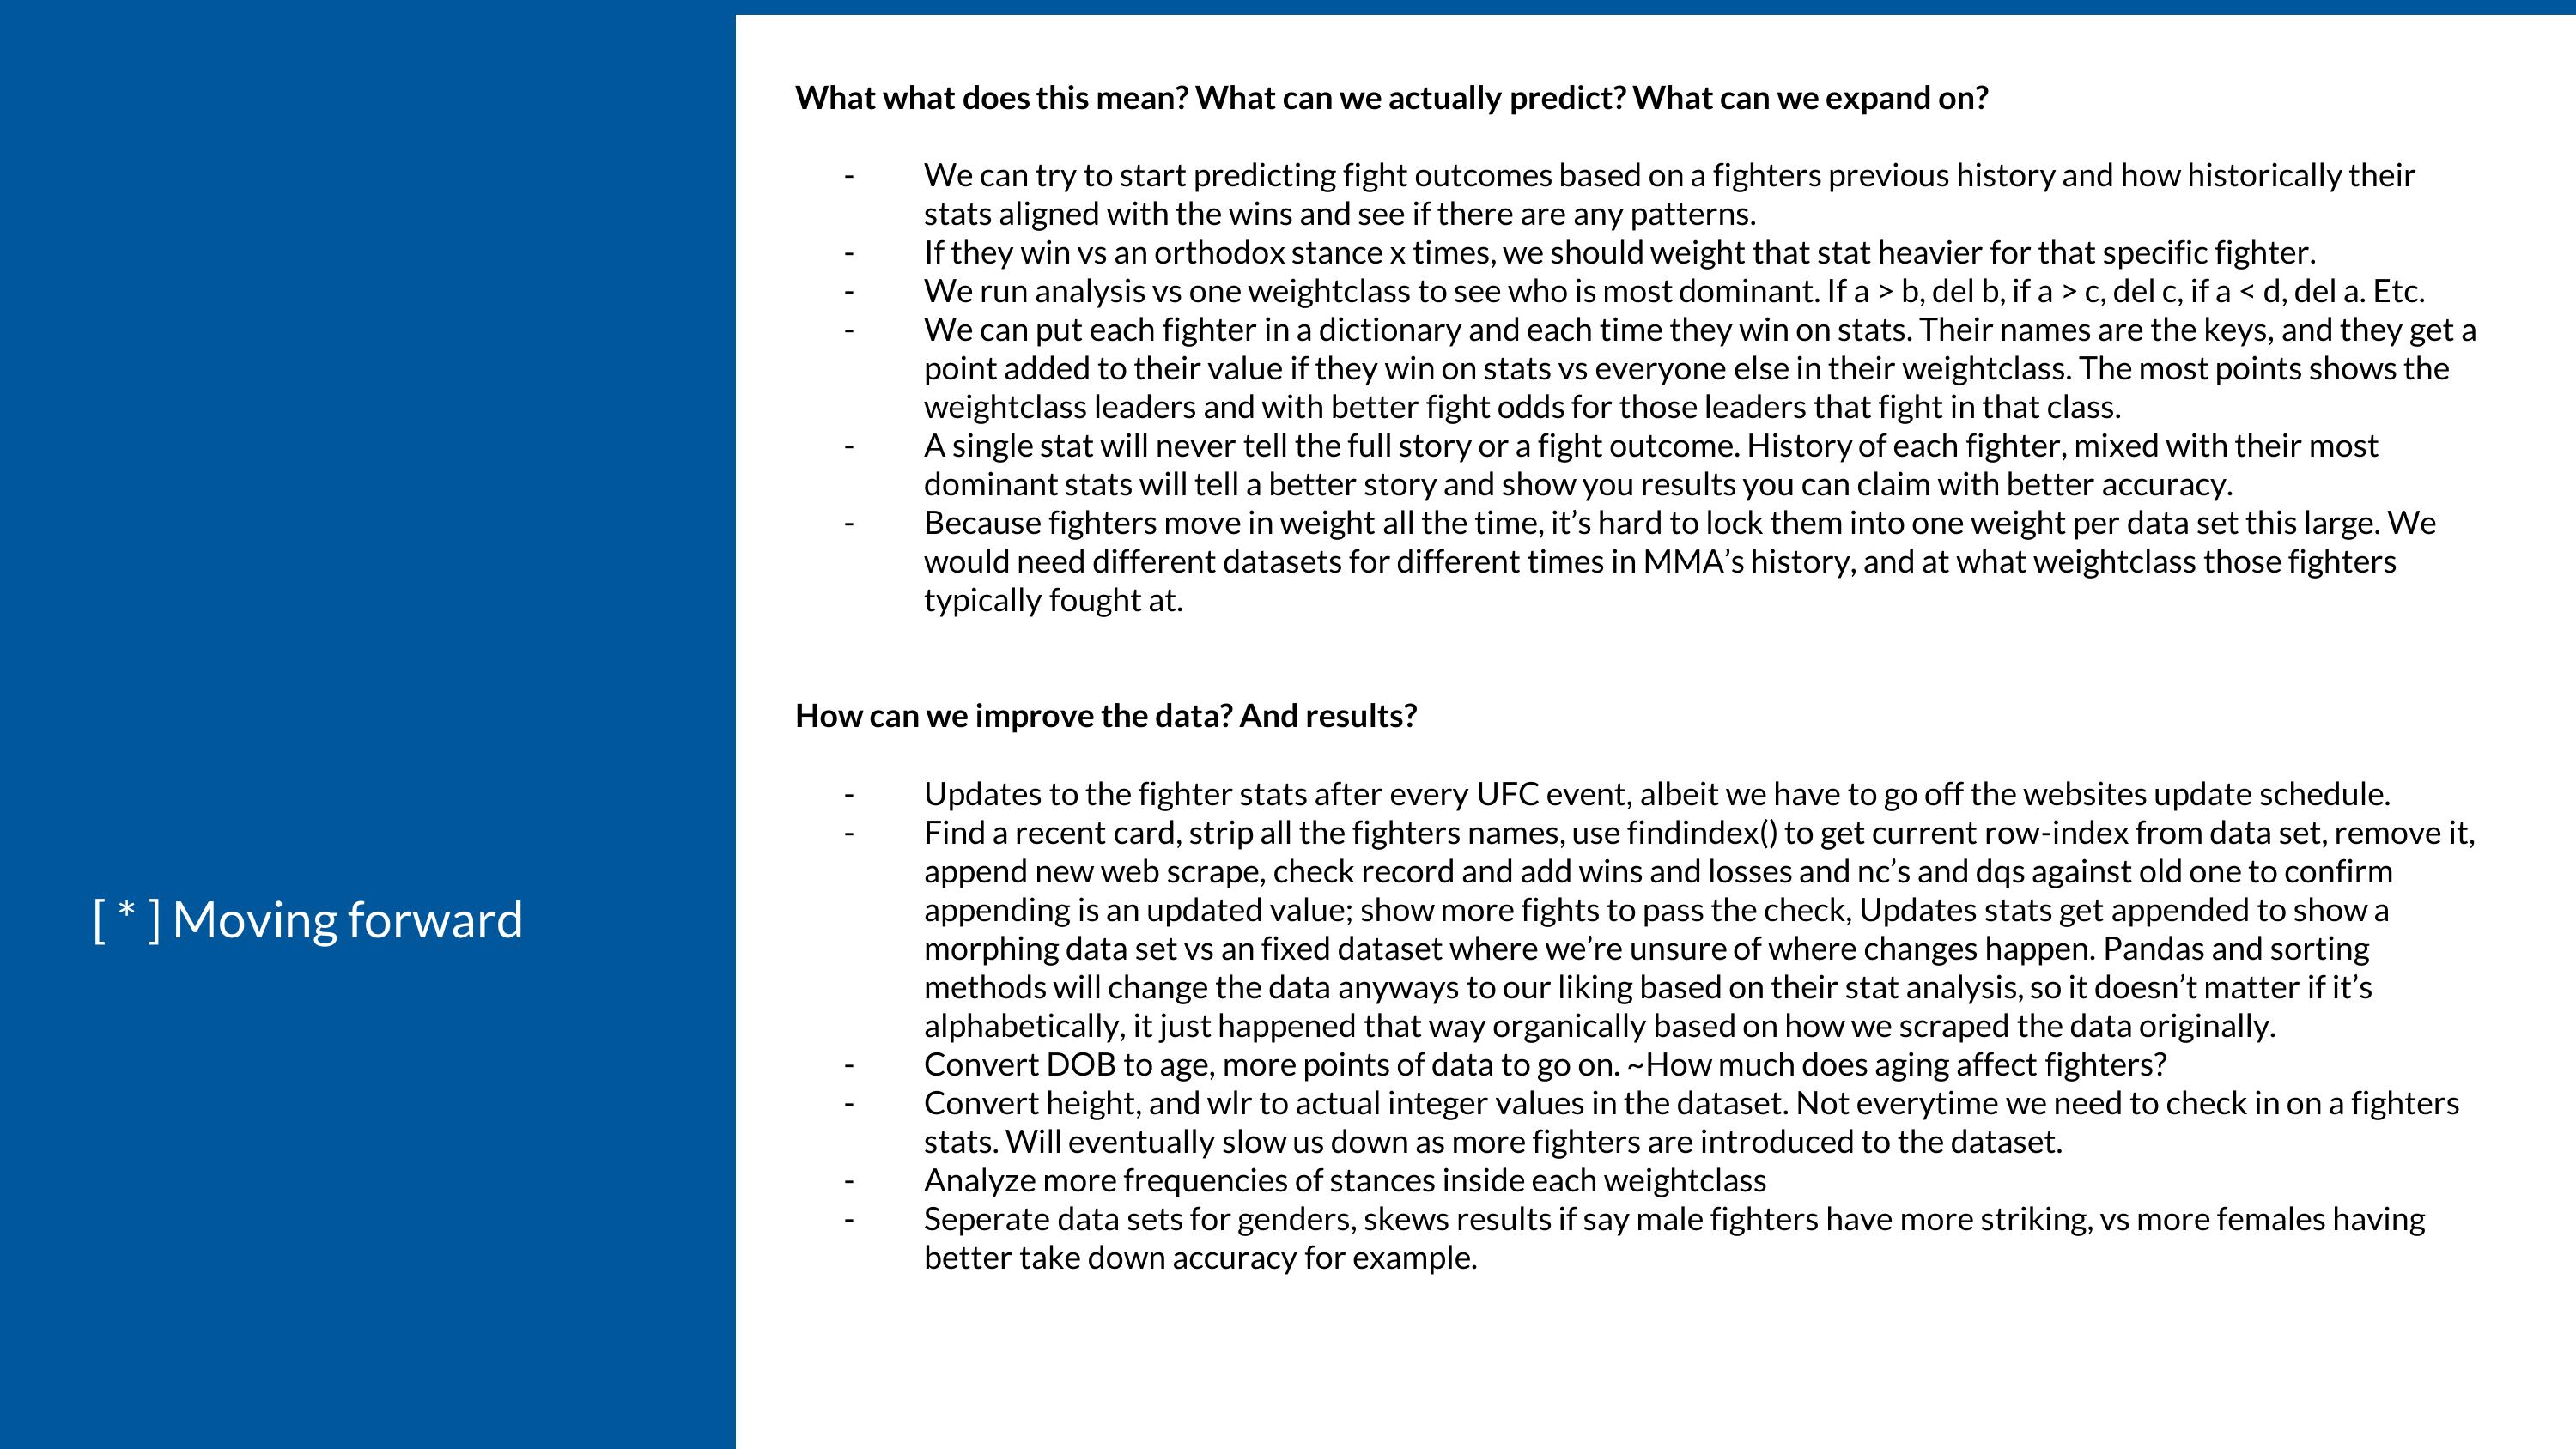 [ * ] Moving forward
What what does this mean? What can we actually predict? What can we expand on?
- We can try to start predicting fight outcomes based on a fighters previous history and how historically their
stats aligned with the wins and see if there are any patterns.
- If they win vs an orthodox stance x times, we should weight that stat heavier for that specific fighter.
- We run analysis vs one weightclass to see who is most dominant. If a > b, del b, if a > c, del c, if a < d, del a. Etc.
- We can put each fighter in a dictionary and each time they win on stats. Their names are the keys, and they get a
point added to their value if they win on stats vs everyone else in their weightclass. The most points shows the
weightclass leaders and with better fight odds for those leaders that fight in that class.
- A single stat will never tell the full story or a fight outcome. History of each fighter, mixed with their most
dominant stats will tell a better story and show you results you can claim with better accuracy.
- Because fighters move in weight all the time, it’s hard to lock them into one weight per data set this large. We
would need different datasets for different times in MMA’s history, and at what weightclass those fighters
typically fought at.
How can we improve the data? And results?
- Updates to the fighter stats after every UFC event, albeit we have to go off the websites update schedule.
- Find a recent card, strip all the fighters names, use findindex() to get current row-index from data set, remove it,
append new web scrape, check record and add wins and losses and nc’s and dqs against old one to confirm
appending is an updated value; show more fights to pass the check, Updates stats get appended to show a
morphing data set vs an fixed dataset where we’re unsure of where changes happen. Pandas and sorting
methods will change the data anyways to our liking based on their stat analysis, so it doesn’t matter if it’s
alphabetically, it just happened that way organically based on how we scraped the data originally.
- Convert DOB to age, more points of data to go on. ~How much does aging affect fighters?
- Convert height, and wlr to actual integer values in the dataset. Not everytime we need to check in on a fighters
stats. Will eventually slow us down as more fighters are introduced to the dataset.
- Analyze more frequencies of stances inside each weightclass
- Seperate data sets for genders, skews results if say male fighters have more striking, vs more females having
better take down accuracy for example.